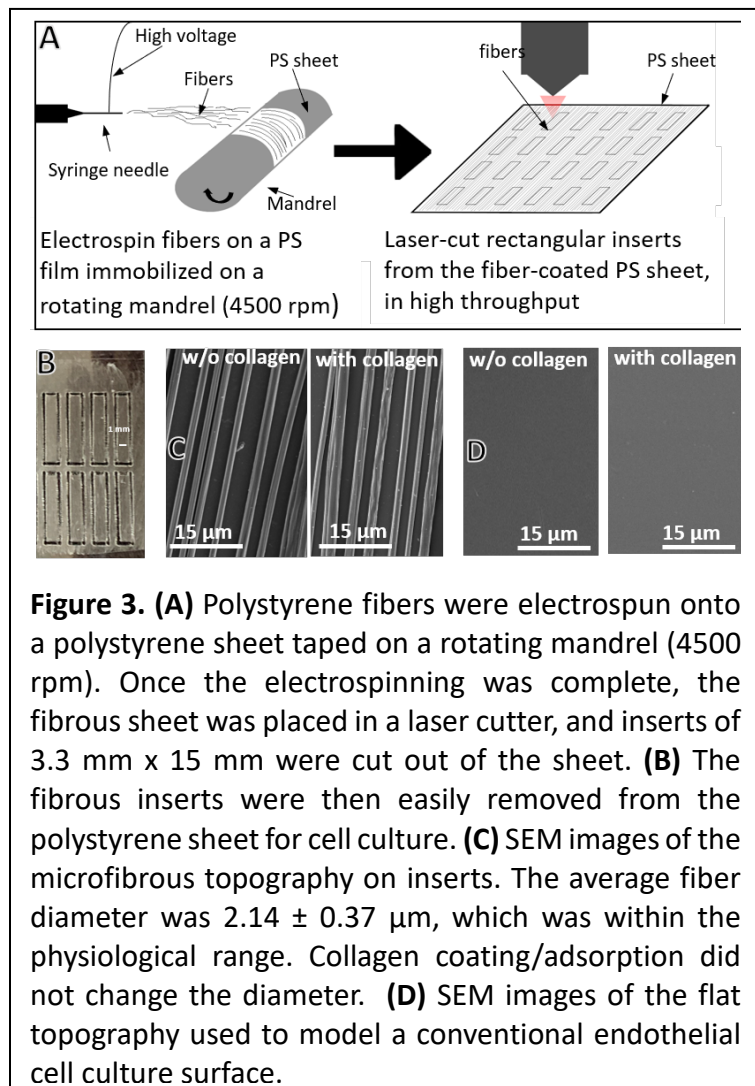 A
High voltage
Fibers
PS sheet
Syringe needle
Mandrel
fibers
PS sheet
Electrospin fibers on a PS
film immobilized on a
rotating mandrel (4500 rpm)
Laser-cut rectangular inserts
from the fiber-coated PS sheet,
in high throughput
B
1 mm
w/o collagen
with collagen
C
15 µm
15 µm
w/o collagen
with collagen
D
15 µm
15 µm
Figure 3. (A) Polystyrene fibers were electrospun onto
a polystyrene sheet taped on a rotating mandrel (4500
rpm). Once the electrospinning was complete, the
fibrous sheet was placed in a laser cutter, and inserts of
3.3 mm x 15 mm were cut out of the sheet. (B) The
fibrous inserts were then easily removed from the
polystyrene sheet for cell culture. (C) SEM images of the
microfibrous topography on inserts. The average fiber
diameter was 2.14 ± 0.37 µm, which was within the
physiological range. Collagen coating/adsorption did
not change the diameter. (D) SEM images of the flat
topography used to model a conventional endothelial
cell culture surface.